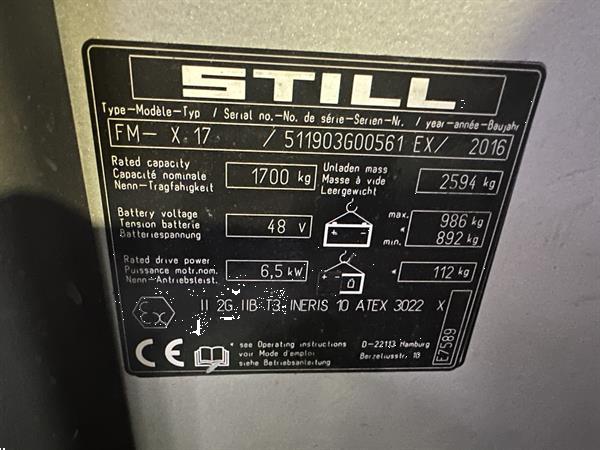 STILL
Type-Modèle-Typ / Serial no.-No. de série-Serien-Nr. / year-année-Baujahr
FM- X 17 / 511903G00561 EX/ 2016
Rated capacity
Capacité nominale
Nenn-Tragfähigkeit
1700 kg
Unladen mass
Masse à vide
Leergewicht
2594 kg
Battery voltage
Tension batterie
Batteriespannung
48 V
max. 986 kg
min. 892 kg
Rated drive power
Puissance motr.nom.
Nenn-Antriebsleist.
6,5 kW
112 kg
II 2G IIB T3 INERIS 10 ATEX 3022 X
Ex
CE
* see Operating instructions
voir Mode d'emploi
siehe Betriebsanleitung
D-22113 Hamburg
Berzeliusstr. 10
E7589